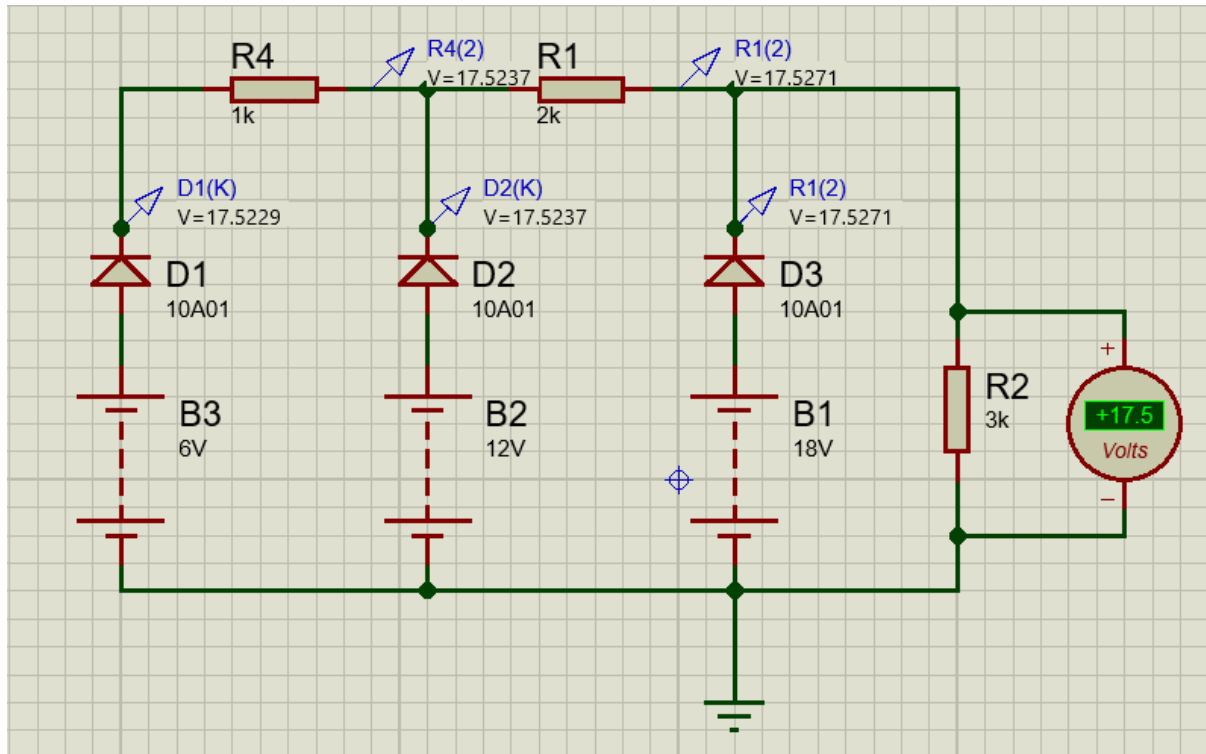 R4
1k
R4(2)
V=17.5237
R1
2k
R1(2)
V=17.5271
D1(K)
V=17.5229
D2(K)
V=17.5237
R1(2)
V=17.5271
D1
10A01
D2
10A01
D3
10A01
B3
6V
B2
12V
B1
18V
R2
3k
+
+17.5
Volts
−